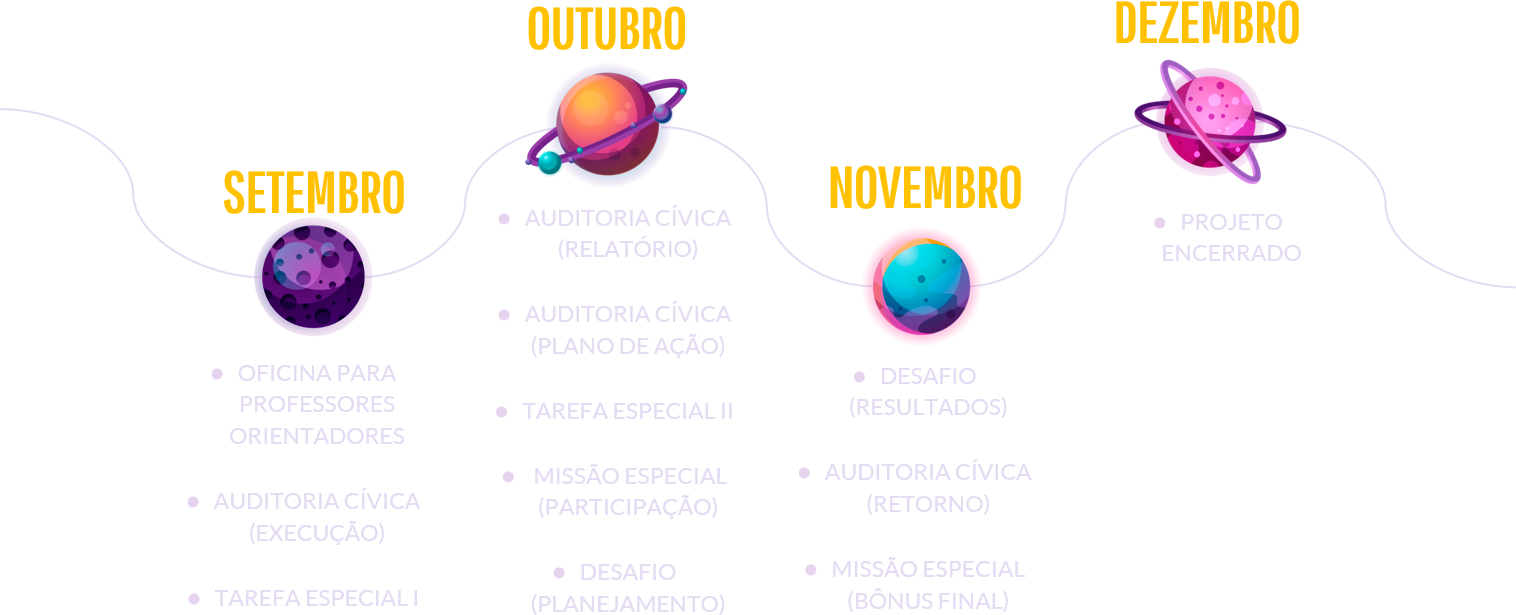 SETEMBRO
● OFICINA PARA
PROFESSORES
ORIENTADORES
● AUDITORIA CÍVICA
(EXECUÇÃO)
● TAREFA ESPECIAL I
OUTUBRO
● AUDITORIA CÍVICA
(RELATÓRIO)
● AUDITORIA CÍVICA
(PLANO DE AÇÃO)
● TAREFA ESPECIAL II
● MISSÃO ESPECIAL
(PARTICIPAÇÃO)
● DESAFIO
(PLANEJAMENTO)
NOVEMBRO
● DESAFIO
(RESULTADOS)
● AUDITORIA CÍVICA
(RETORNO)
● MISSÃO ESPECIAL
(BÔNUS FINAL)
DEZEMBRO
● PROJETO
ENCERRADO